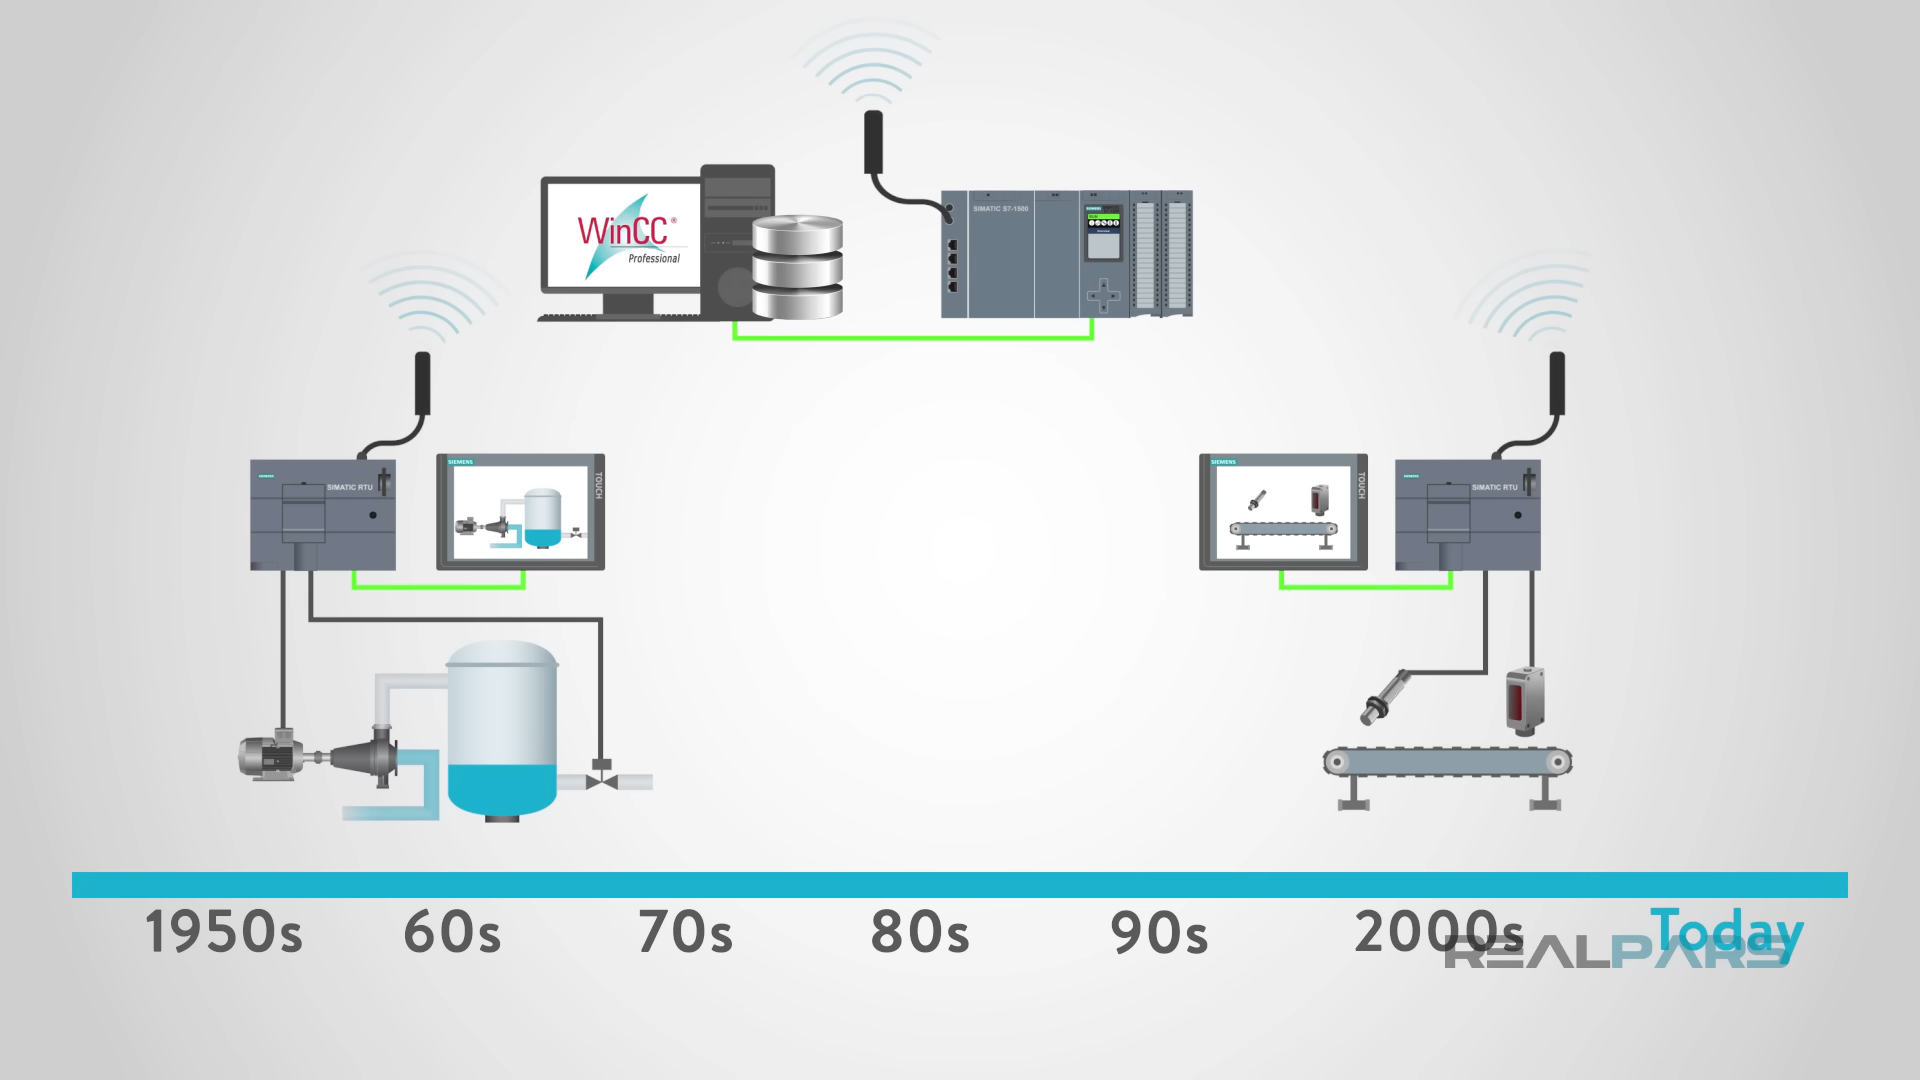 WinCC®
Professional
SIMATIC S7-1500
SIEMENS
SIMATIC RTU
SIEMENS
TOUCH
SIEMENS
TOUCH
SIEMENS
SIMATIC RTU
1950s 60s 70s 80s 90s 2000s Today
REALPARS